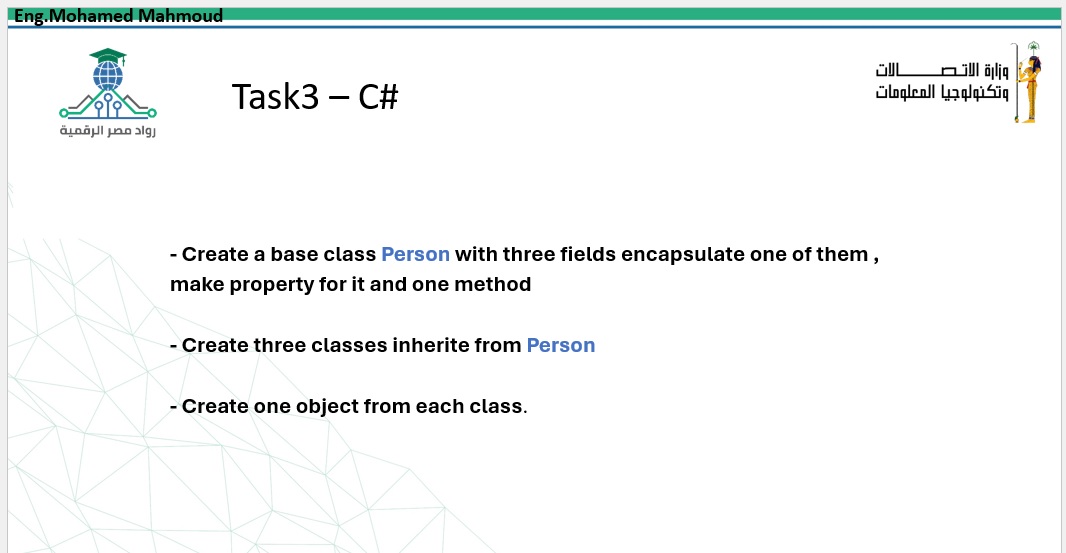 Eng.Mohamed Mahmoud
رواد مصر الرقمية
Task3 – C#
وزارة الاتصـــــالات
وتكنولوجيا المعلومات
- Create a base class Person with three fields encapsulate one of them ,
make property for it and one method
- Create three classes inherite from Person
- Create one object from each class.